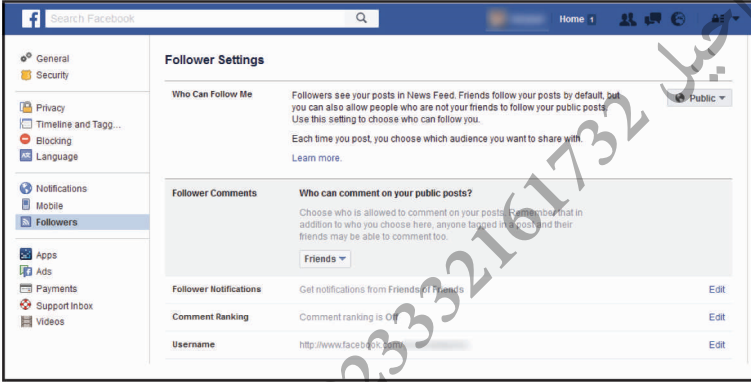 f Search Facebook Home 1
General
Security
Privacy
Timeline and Tagg...
Blocking
Language
Notifications
Mobile
Followers
Apps
Ads
Payments
Support Inbox
Videos
Follower Settings
Who Can Follow Me
Followers see your posts in News Feed. Friends follow your posts by default, but
you can also allow people who are not your friends to follow your public posts.
Use this setting to choose who can follow you.
Each time you post, you choose which audience you want to share with.
Learn more.
Public
Follower Comments
Who can comment on your public posts?
Choose who is allowed to comment on your posts. Remember that in
addition to who you choose here, anyone tagged in a post and their
friends may be able to comment too.
Friends
Follower Notifications Get notifications from Friends of Friends Edit
Comment Ranking Comment ranking is Off Edit
Username http://www.facebook.com/ Edit